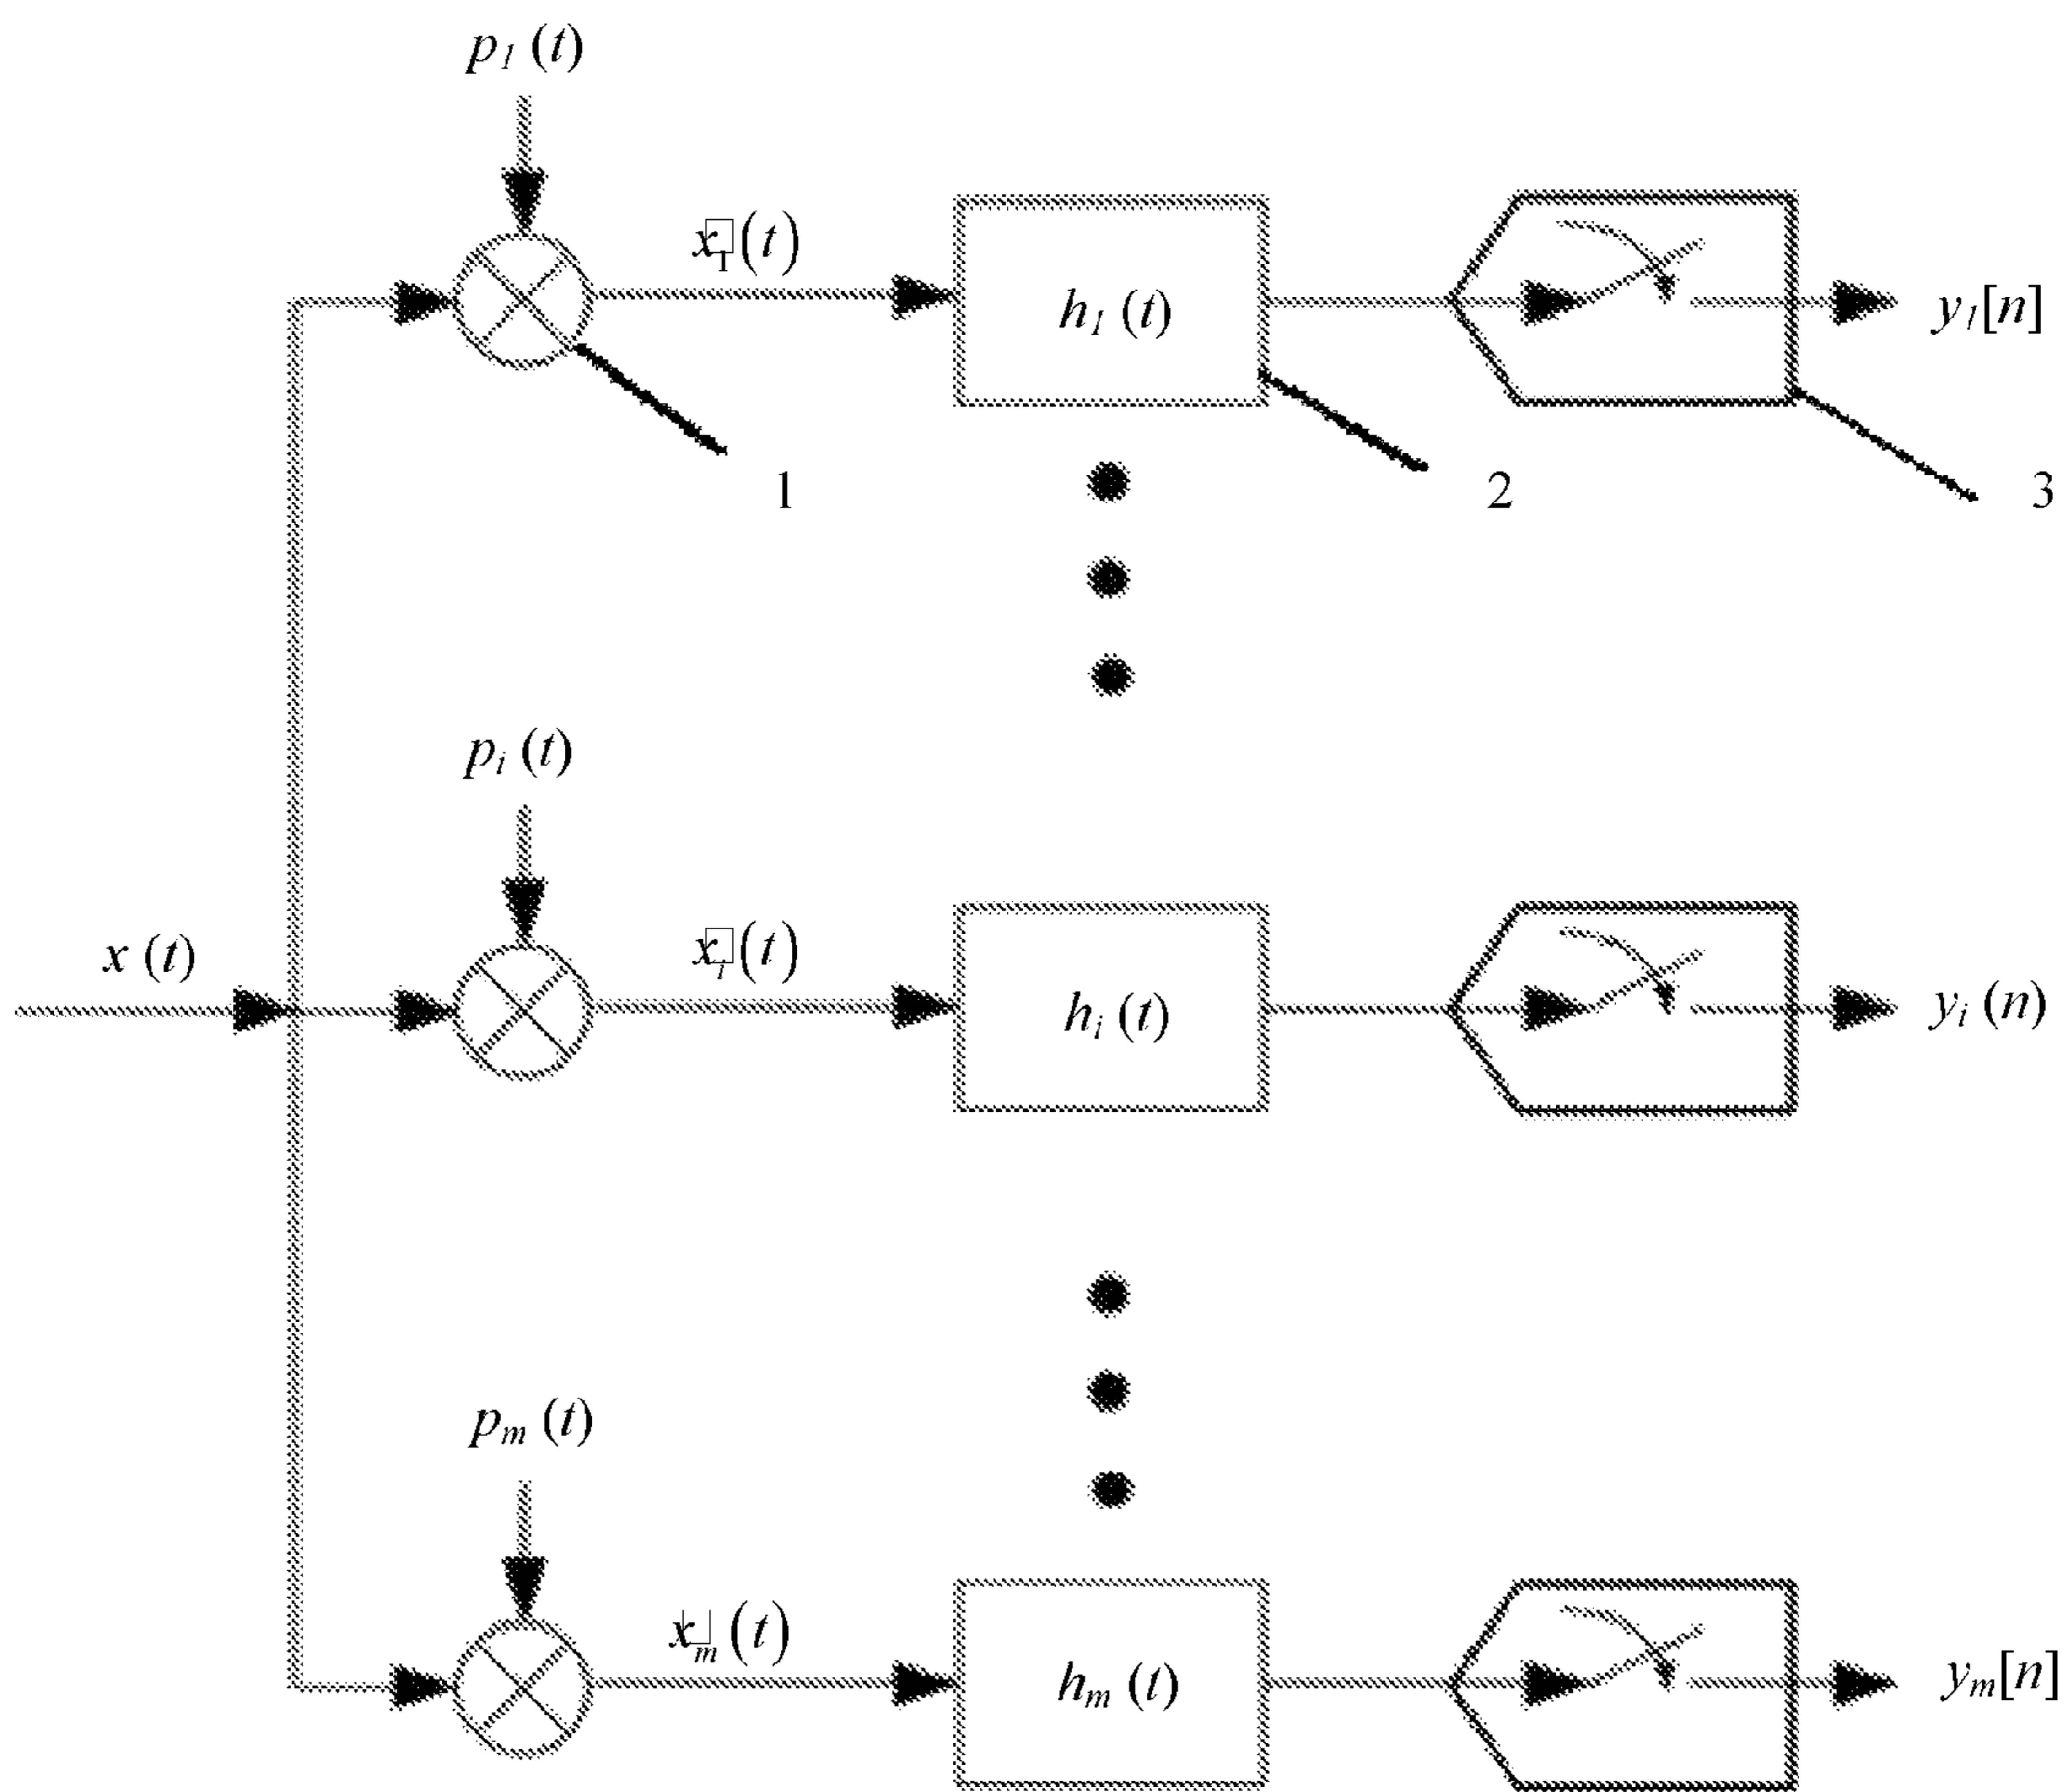 p₁ (t)
x₁(t)
h₁ (t)
y₁[n]
1
2
3
pᵢ (t)
x (t)
xᵢ(t)
hᵢ (t)
yᵢ (n)
pₘ (t)
xₘ (t)
hₘ (t)
yₘ[n]